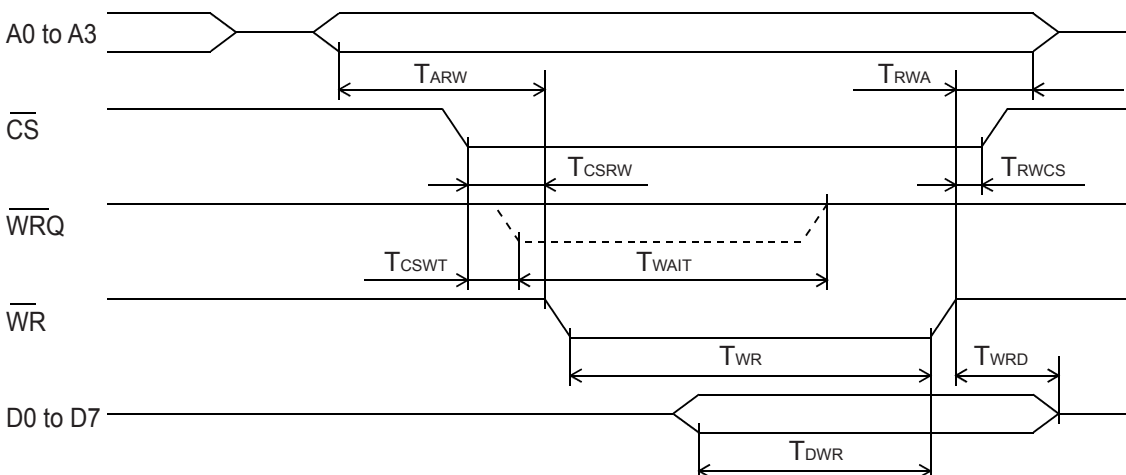 A0 to A3
TARW
TRWA
CS
TCSRW
TRWCS
WRQ
TCSWT
TWAIT
WR
TWR
TWRD
D0 to D7
TDWR